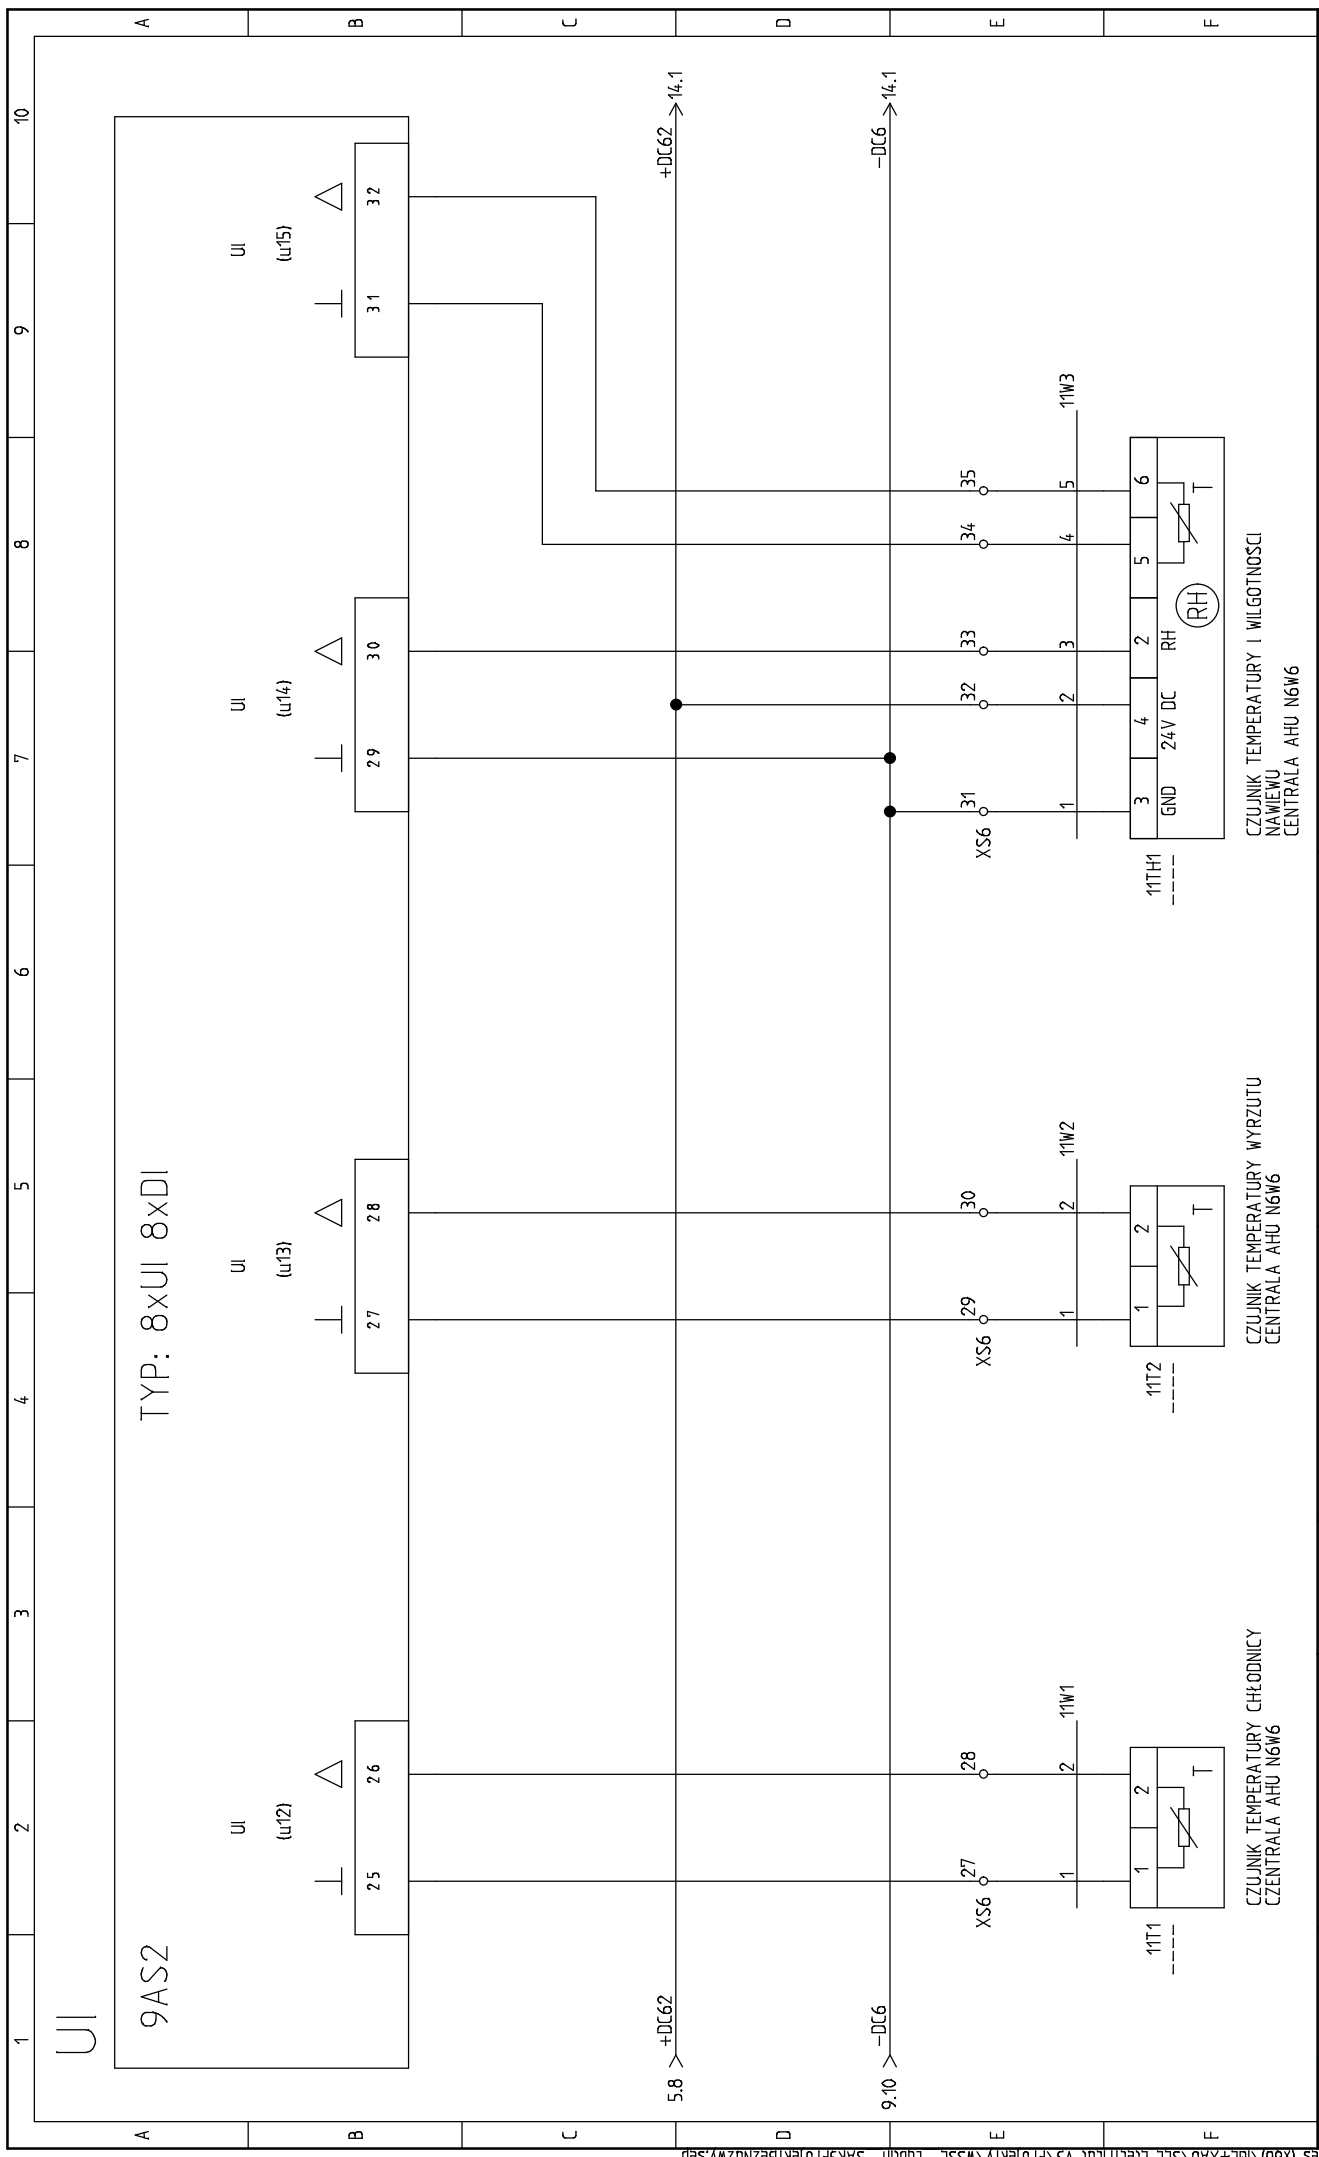 1 2 3 4 5 6 7 8 9 10
A
B
C
D
E
F
A
B
C
D
E
F
UI
9AS2
TYP: 8xUI 8xDI
UI
(u12)
25 26
UI
(u13)
27 28
UI
(u14)
29 30
UI
(u15)
31 32
5.8
+DC62
+DC62
14.1
9.10
-DC6
-DC6
14.1
XS6
27 28
1 2
11W1
11T1
----
1 2
T
CZUJNIK TEMPERATURY CHŁODNICY
CZENTRALA AHU N6W6
XS6
29 30
1 2
11W2
11T2
----
1 2
T
CZUJNIK TEMPERATURY WYRZUTU
CENTRALA AHU N6W6
XS6
31 32 33 34 35
1 2 3 4 5
11W3
11TH1
----
3 4 2 5 6
GND 24V DC RH
RH
T
CZUJNIK TEMPERATURY I WILGOTNOŚCI
NAWIEWU
CENTRALA AHU N6W6